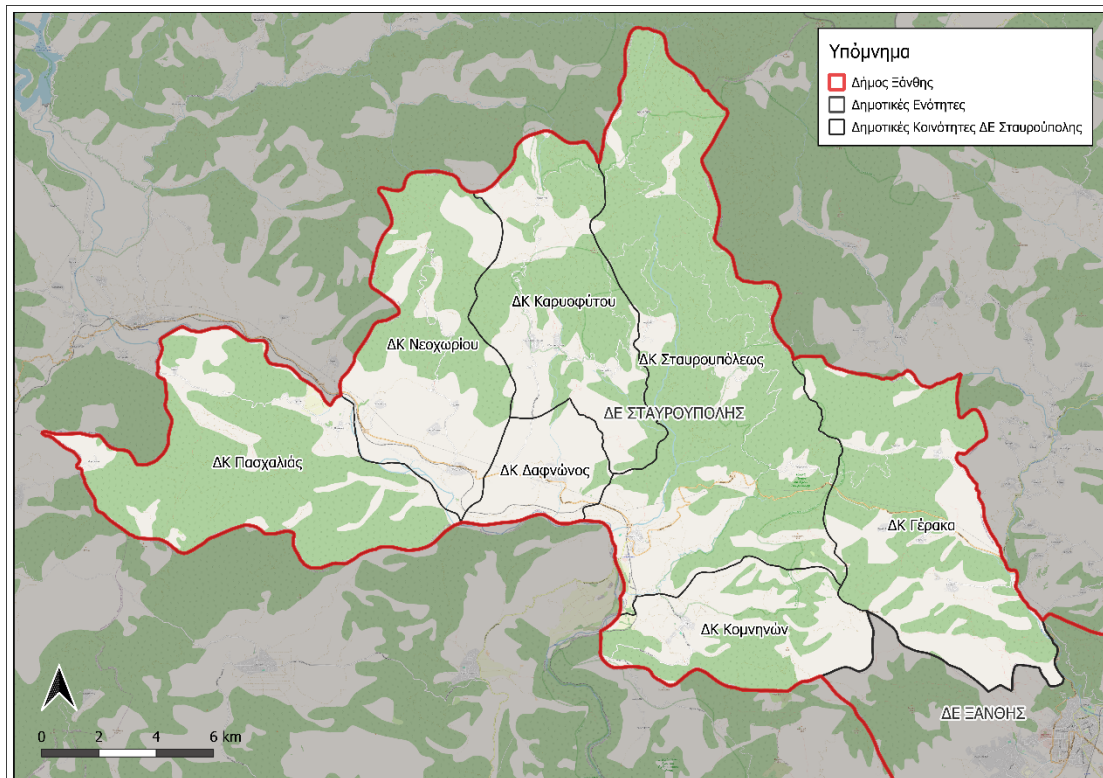 Υπόμνημα
Δήμος Ξάνθης
Δημοτικές Ενότητες
Δημοτικές Κοινότητες ΔΕ Σταυρούπολης
ΔΚ Καρυοφύτου
ΔΚ Νεοχωρίου
ΔΚ Σταυρουπόλεως
ΔΕ ΣΤΑΥΡΟΥΠΟΛΗΣ
ΔΚ Πασχαλιάς
ΔΚ Δαφνώνος
ΔΚ Γέρακα
ΔΚ Κομνηνών
ΔΕ ΞΑΝΘΗΣ
0 2 4 6 km